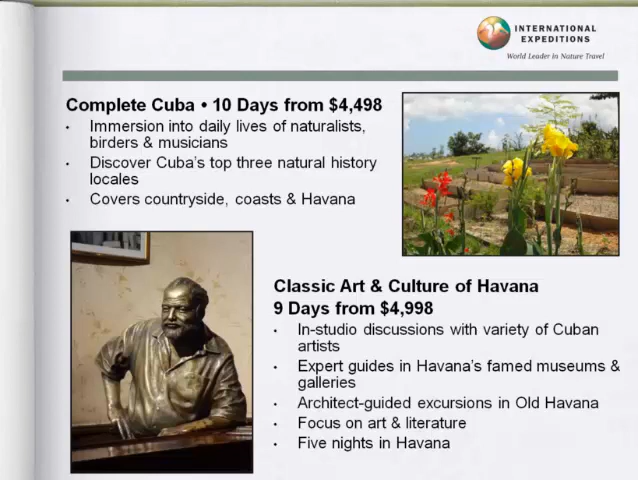 INTERNATIONAL
EXPEDITIONS
World Leader in Nature Travel
Complete Cuba • 10 Days from $4,498
• Immersion into daily lives of naturalists,
birders & musicians
• Discover Cuba's top three natural history
locales
• Covers countryside, coasts & Havana
Classic Art & Culture of Havana
9 Days from $4,998
• In-studio discussions with variety of Cuban
artists
• Expert guides in Havana's famed museums &
galleries
• Architect-guided excursions in Old Havana
• Focus on art & literature
• Five nights in Havana